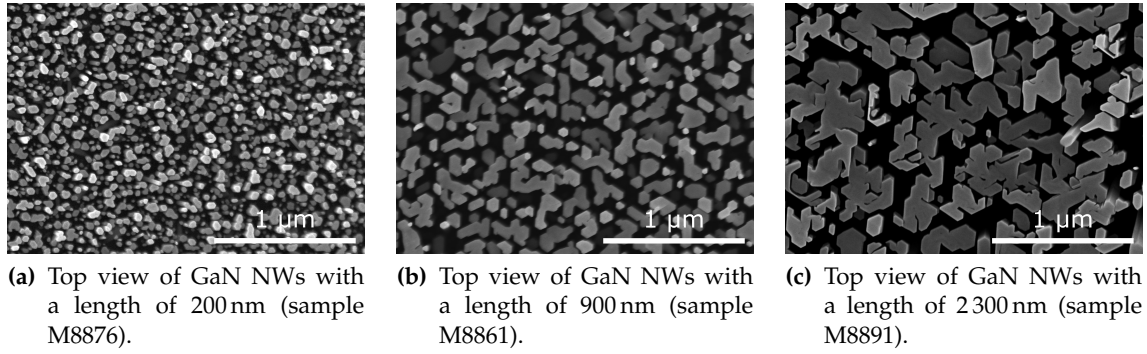 1 µm
1 µm
1 µm
(a) Top view of GaN NWs with
a length of 200 nm (sample
M8876).
(b) Top view of GaN NWs with
a length of 900 nm (sample
M8861).
(c) Top view of GaN NWs with
a length of 2 300 nm (sample
M8891).